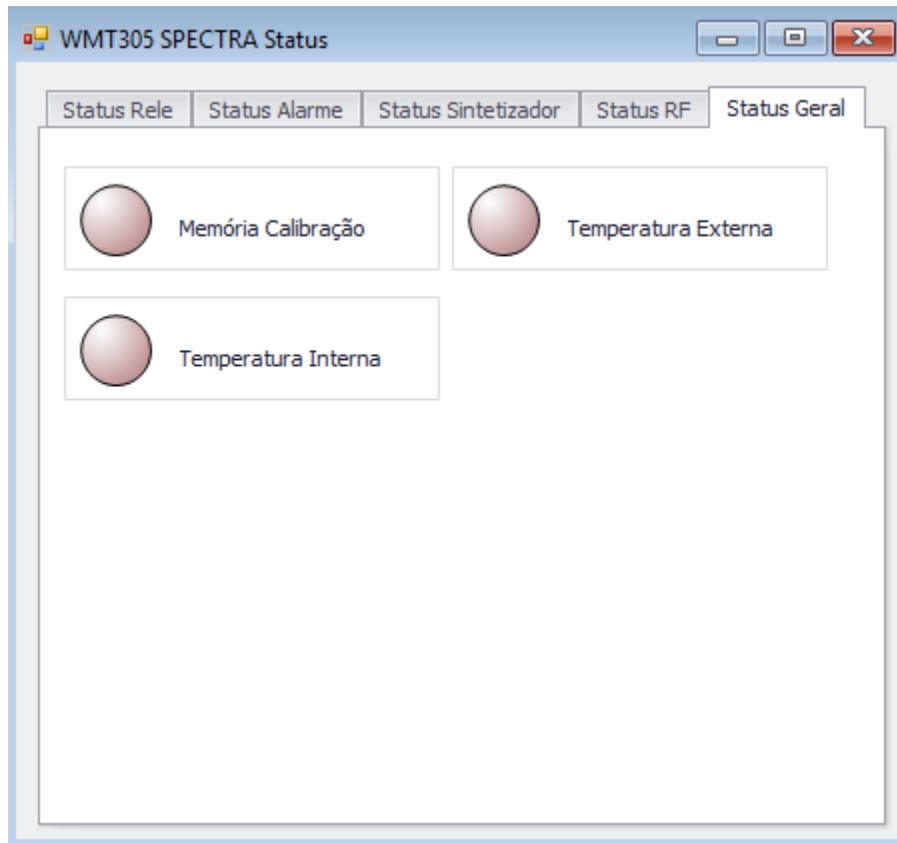 WMT305 SPECTRA Status
Status Rele Status Alarme Status Sintetizador Status RF Status Geral
Memória Calibração Temperatura Externa
Temperatura Interna